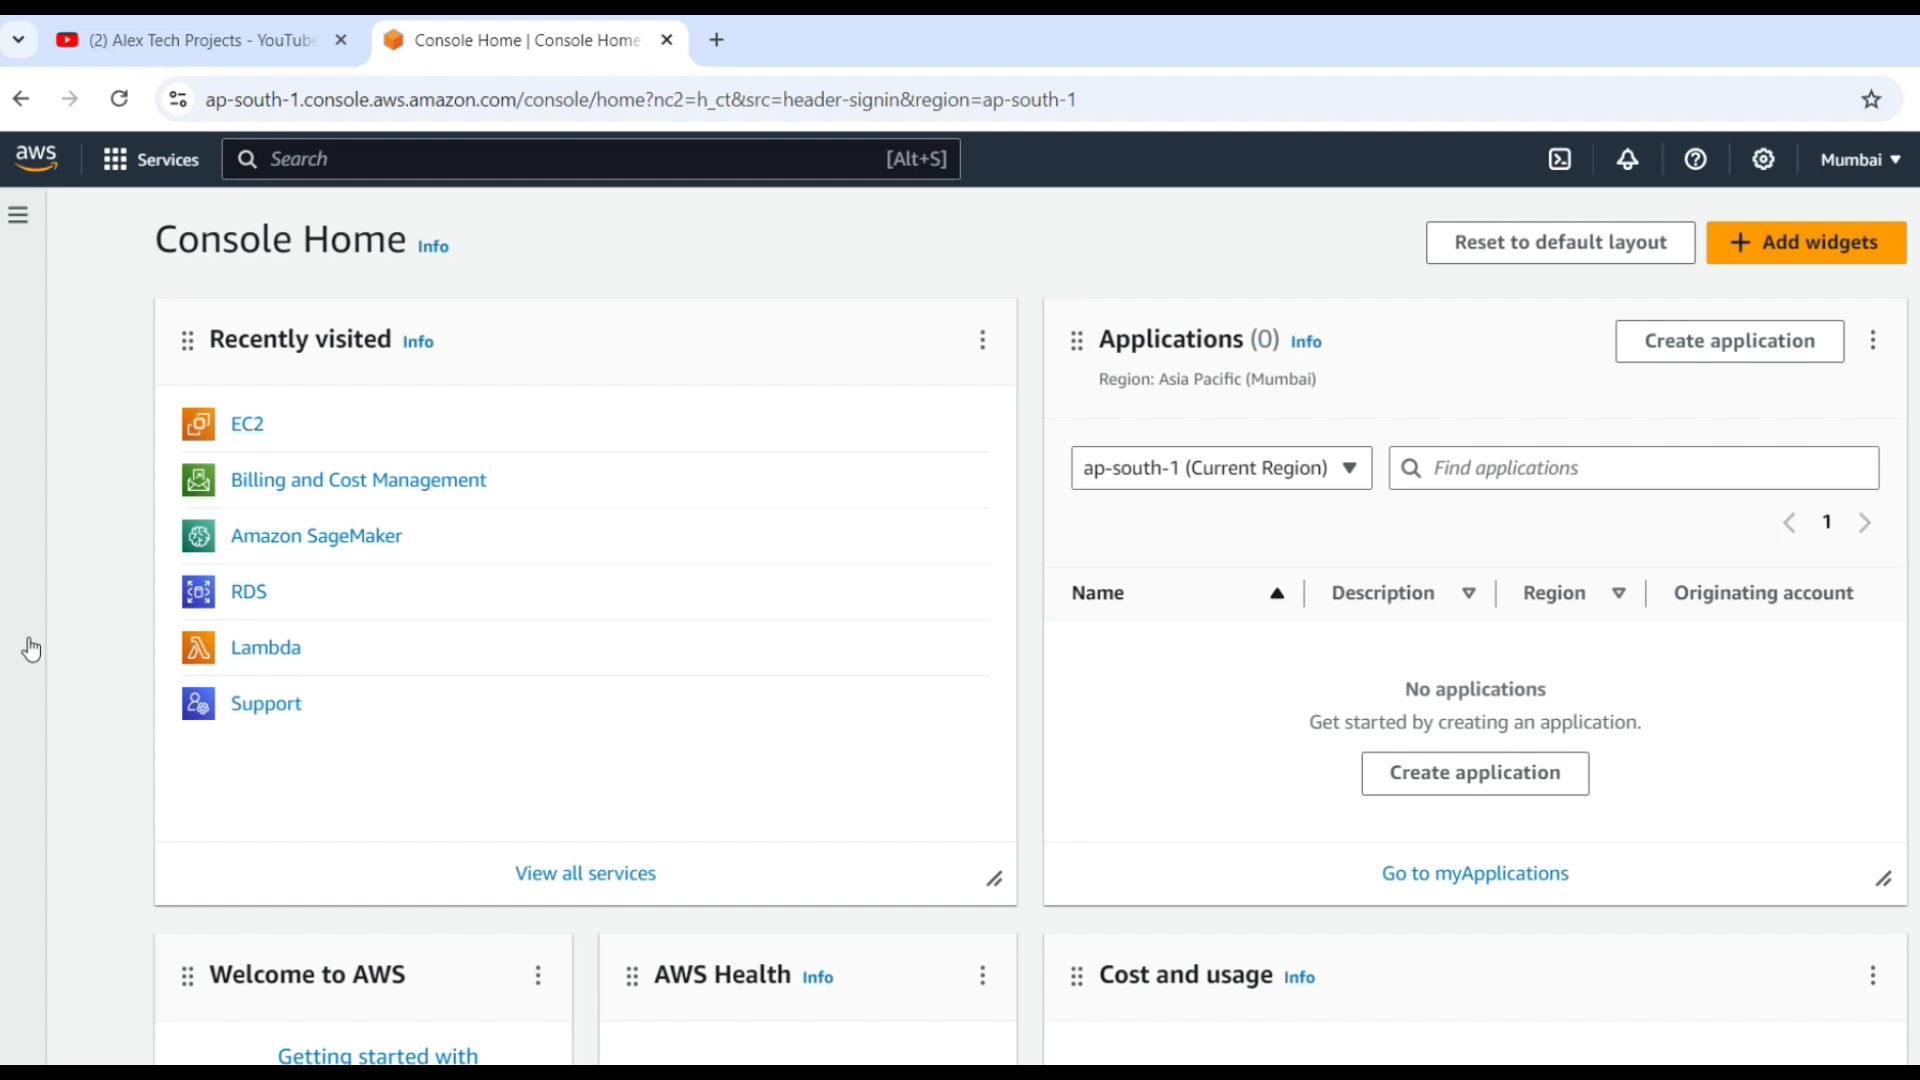 (2) Alex Tech Projects - YouTube
Console Home | Console Home
ap-south-1.console.aws.amazon.com/console/home?nc2=h_ct&src=header-signin&region=ap-south-1
aws
Services
Search
[Alt+S]
Mumbai
Console Home Info
Reset to default layout
Add widgets
Recently visited Info
EC2
Billing and Cost Management
Amazon SageMaker
RDS
Lambda
Support
View all services
Applications (0) Info
Region: Asia Pacific (Mumbai)
Create application
ap-south-1 (Current Region)
Find applications
1
Name Description Region Originating account
No applications
Get started by creating an application.
Create application
Go to myApplications
Welcome to AWS
Getting started with
AWS Health Info
Cost and usage Info